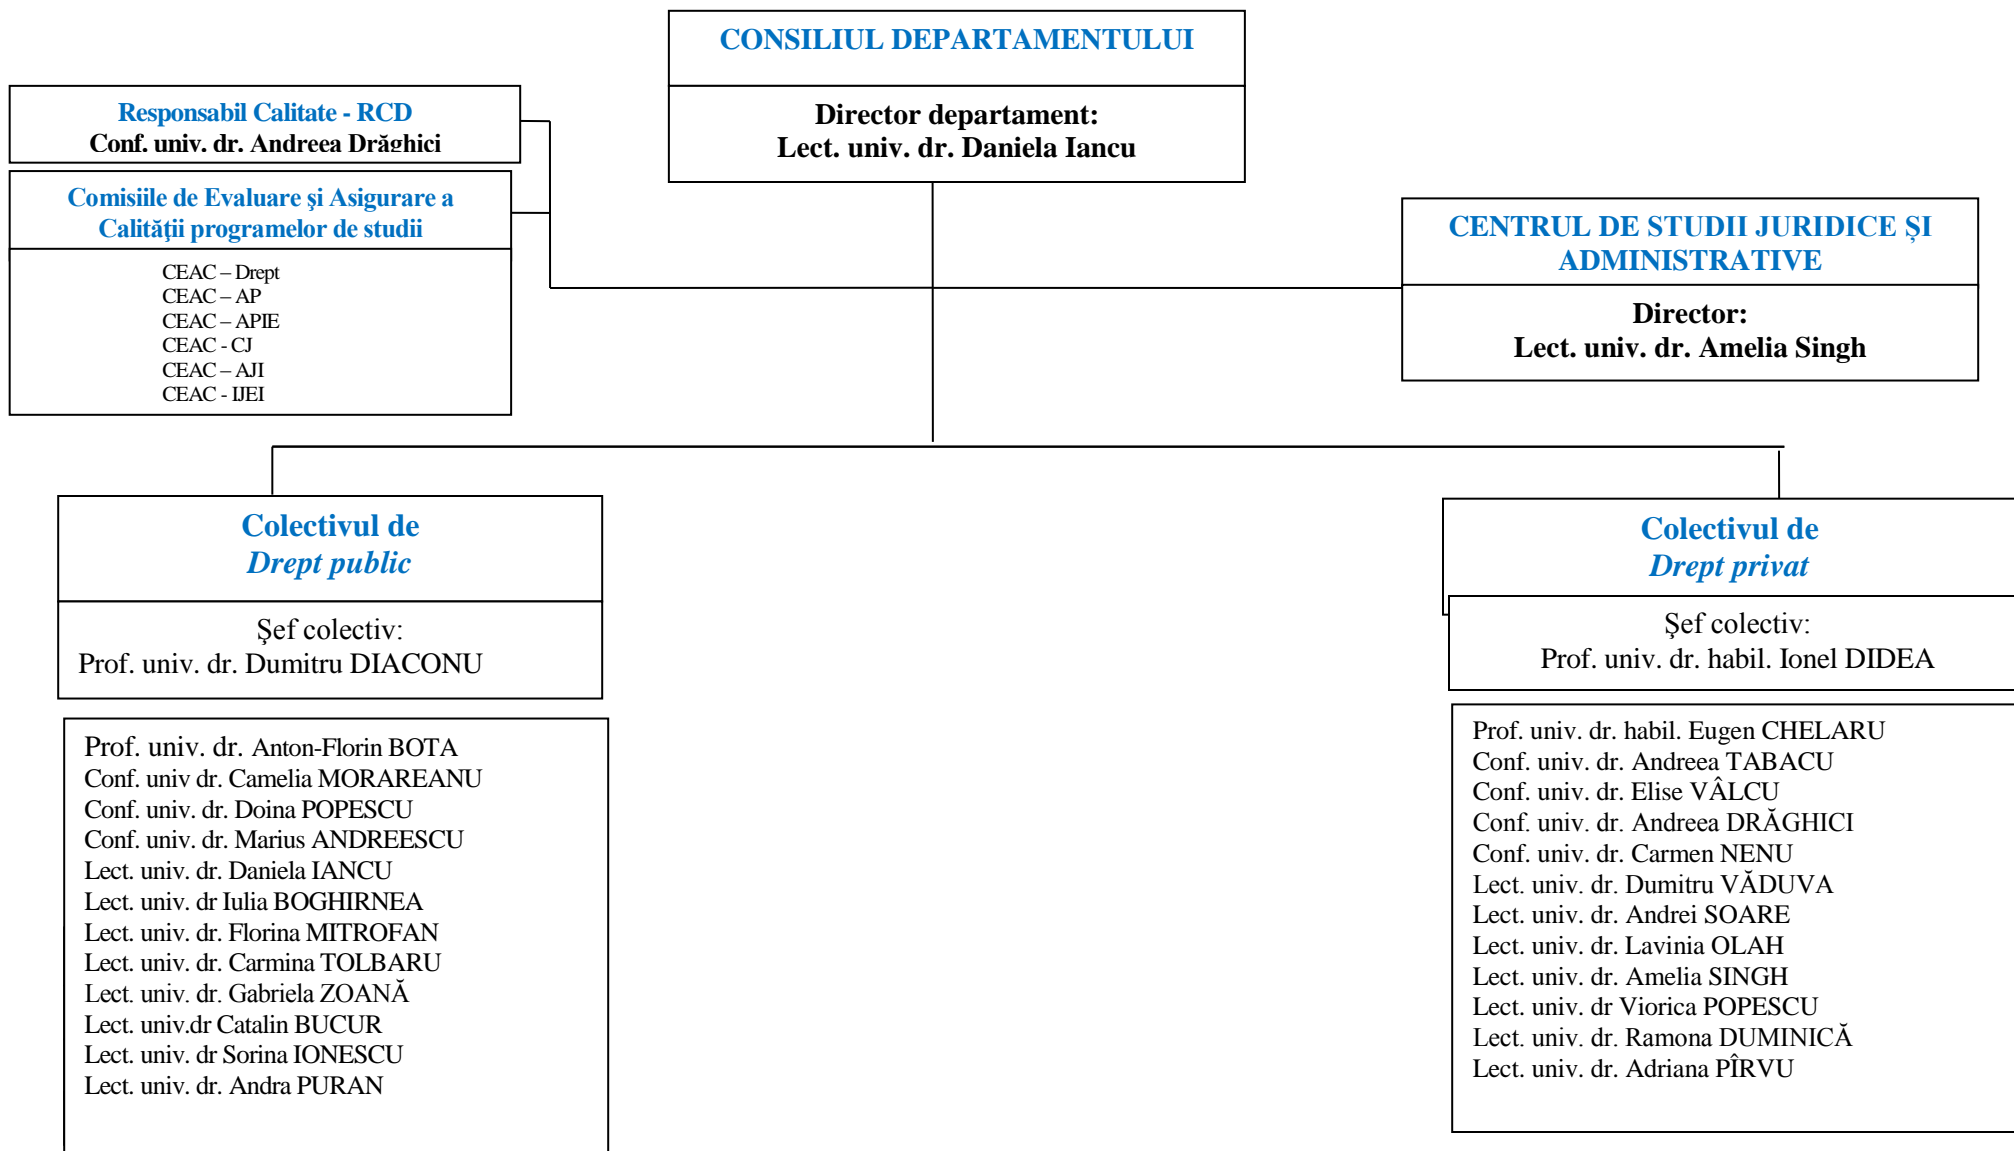 CONSILIUL DEPARTAMENTULUI
Director departament:
Lect. univ. dr. Daniela Iancu
Responsabil Calitate - RCD
Conf. univ. dr. Andreea Drăghici
Comisiile de Evaluare şi Asigurare a
Calităţii programelor de studii
CEAC – Drept
CEAC – AP
CEAC – APIE
CEAC - CJ
CEAC – AJI
CEAC - IJEI
CENTRUL DE STUDII JURIDICE ȘI
ADMINISTRATIVE
Director:
Lect. univ. dr. Amelia Singh
Colectivul de
Drept public
Şef colectiv:
Prof. univ. dr. Dumitru DIACONU
Prof. univ. dr. Anton-Florin BOTA
Conf. univ dr. Camelia MORAREANU
Conf. univ. dr. Doina POPESCU
Conf. univ. dr. Marius ANDREESCU
Lect. univ. dr. Daniela IANCU
Lect. univ. dr Iulia BOGHIRNEA
Lect. univ. dr. Florina MITROFAN
Lect. univ. dr. Carmina TOLBARU
Lect. univ. dr. Gabriela ZOANĂ
Lect. univ.dr Catalin BUCUR
Lect. univ. dr Sorina IONESCU
Lect. univ. dr. Andra PURAN
Colectivul de
Drept privat
Şef colectiv:
Prof. univ. dr. habil. Ionel DIDEA
Prof. univ. dr. habil. Eugen CHELARU
Conf. univ. dr. Andreea TABACU
Conf. univ. dr. Elise VÂLCU
Conf. univ. dr. Andreea DRĂGHICI
Conf. univ. dr. Carmen NENU
Lect. univ. dr. Dumitru VĂDUVA
Lect. univ. dr. Andrei SOARE
Lect. univ. dr. Lavinia OLAH
Lect. univ. dr. Amelia SINGH
Lect. univ. dr Viorica POPESCU
Lect. univ. dr. Ramona DUMINICĂ
Lect. univ. dr. Adriana PÎRVU